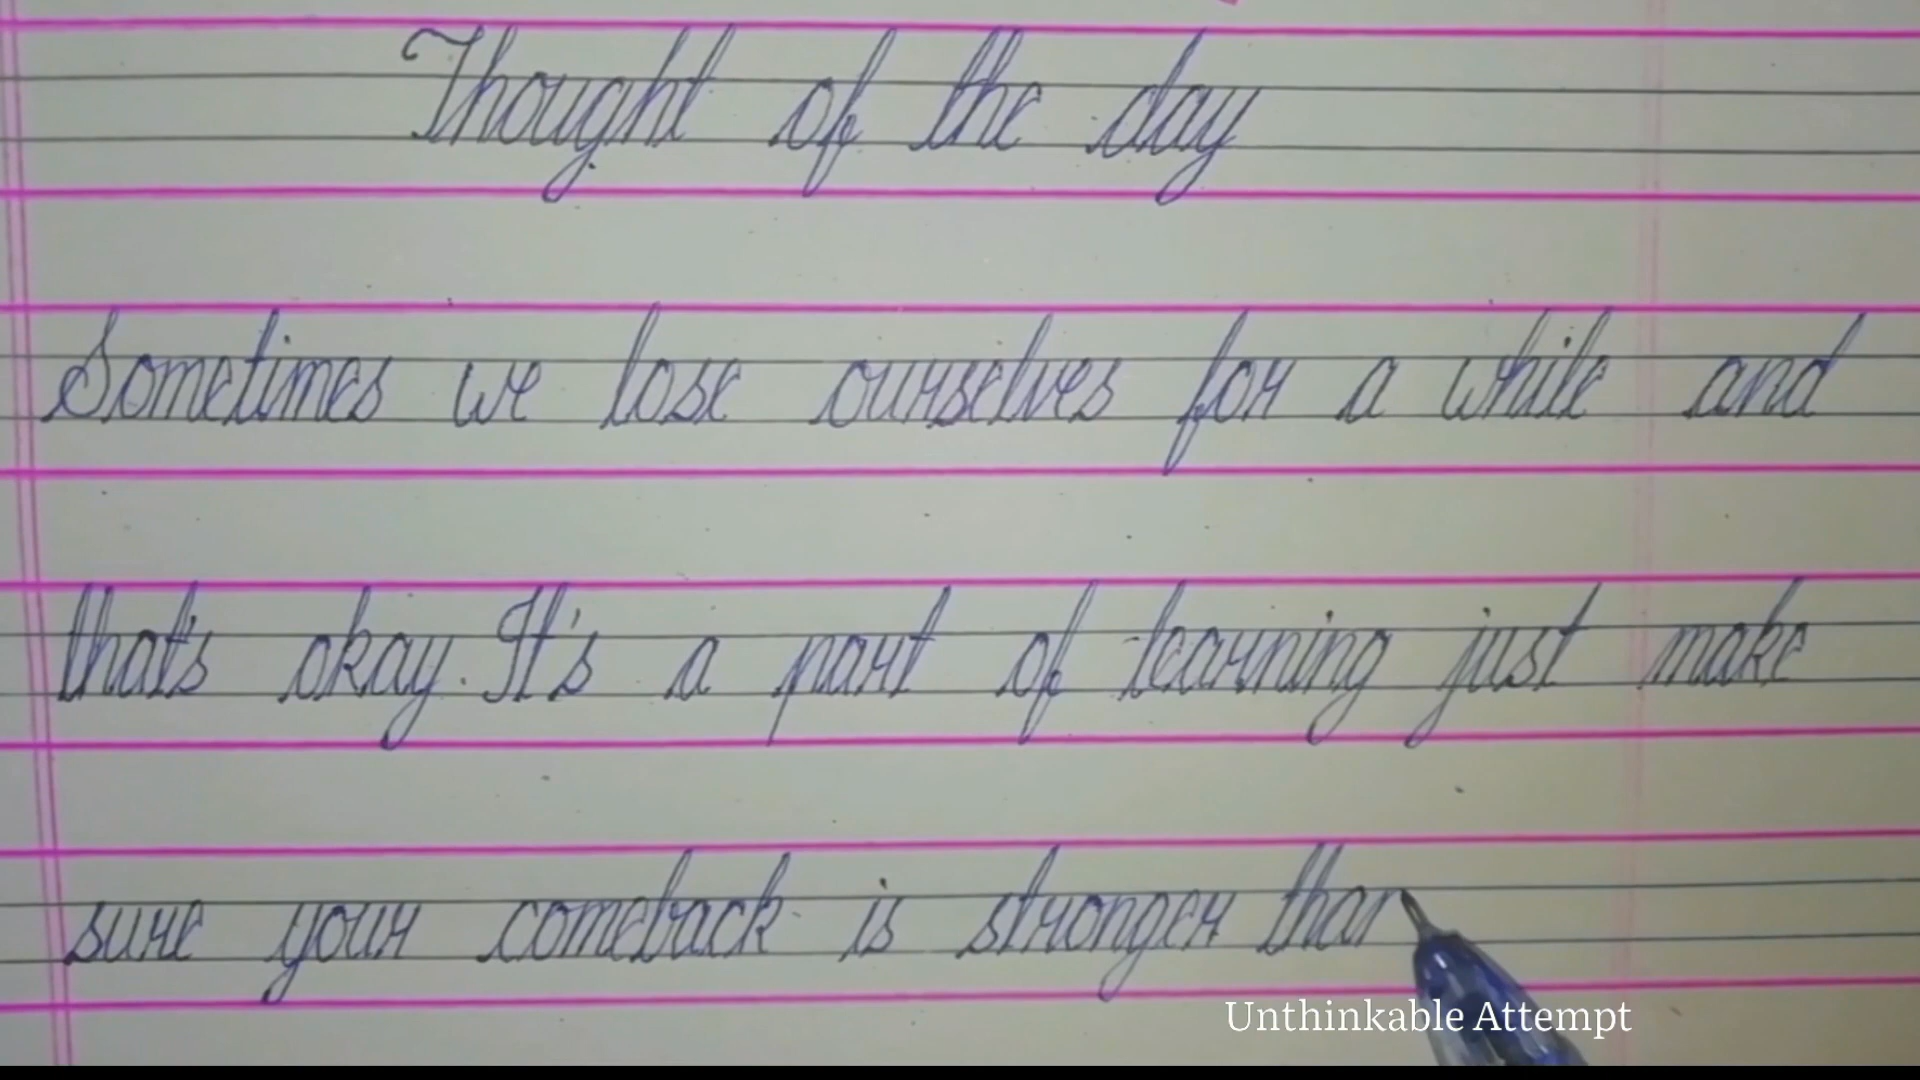 Thought of the day
Sometimes we lose ourselves for a while and
that's okay. It's a part of learning just make
sure your comeback is stronger than
Unthinkable Attempt